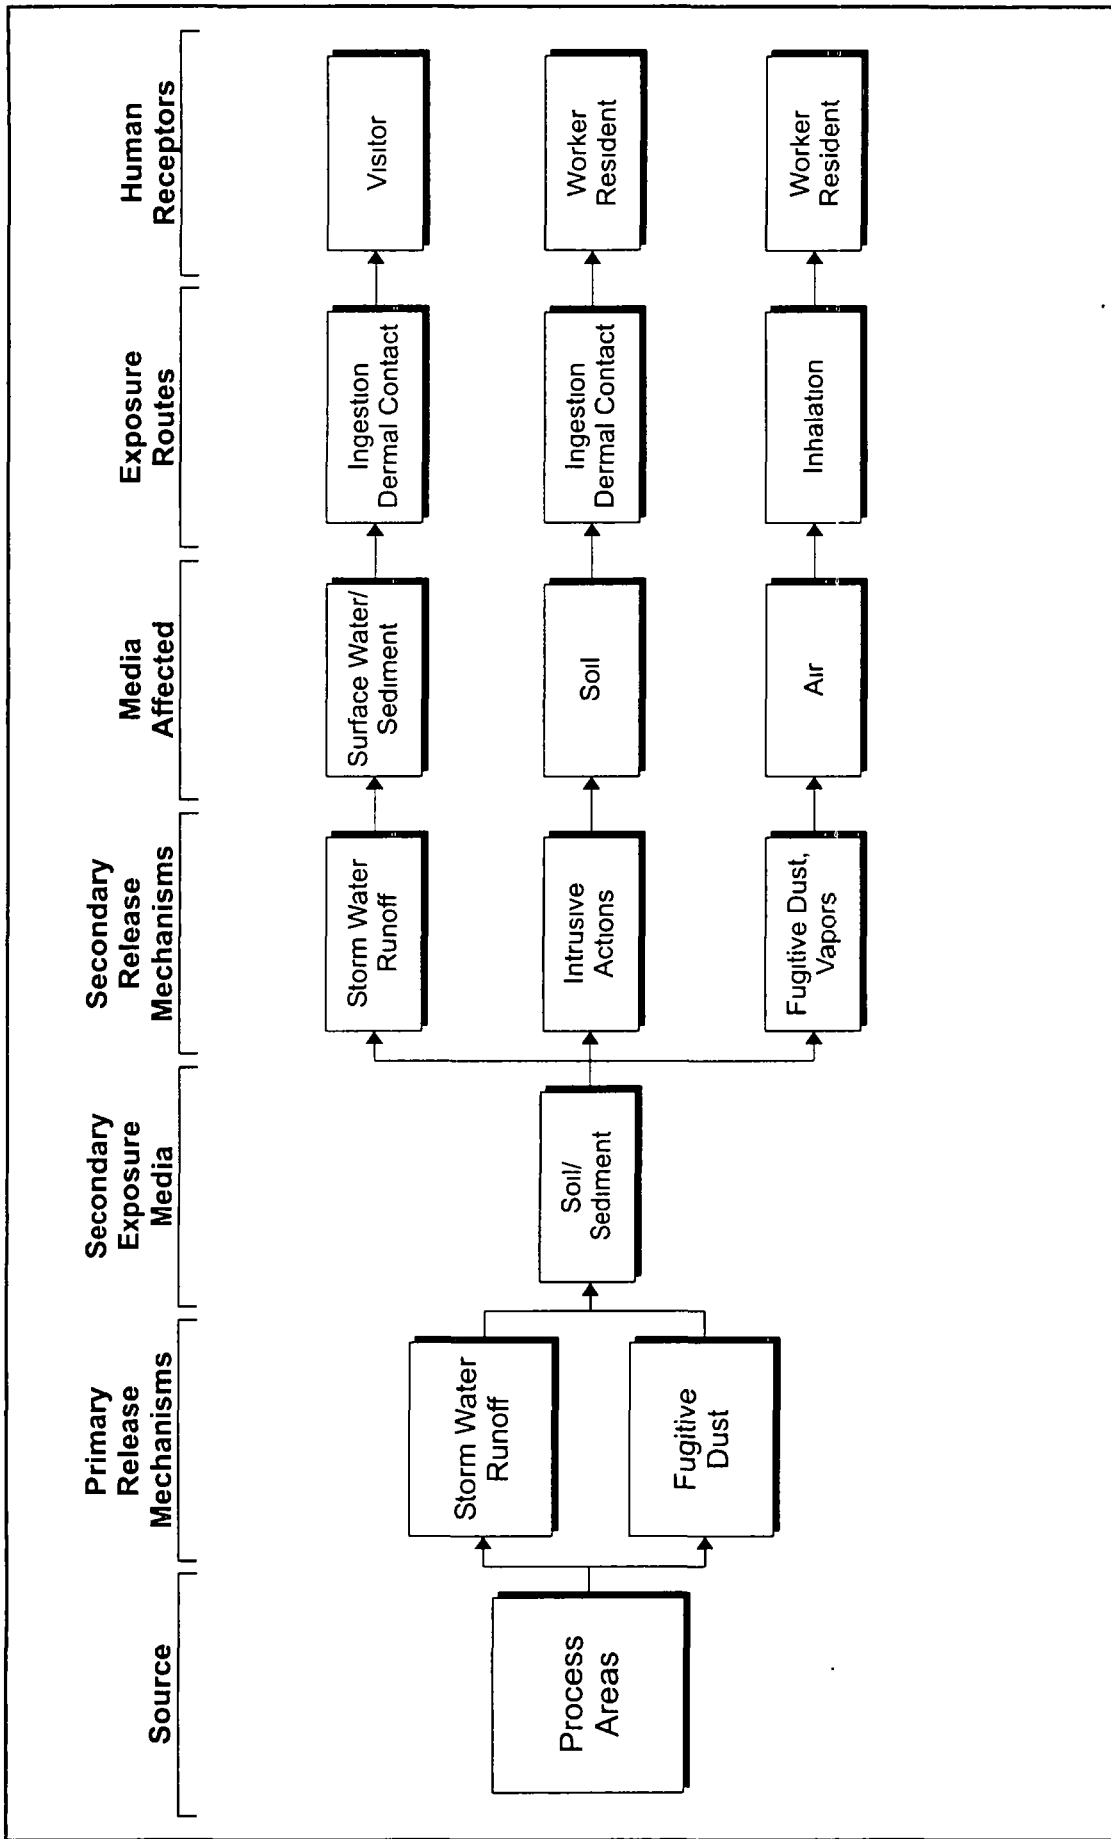 Source
Primary
Release
Mechanisms
Secondary
Exposure
Media
Secondary
Release
Mechanisms
Media
Affected
Exposure
Routes
Human
Receptors
Process
Areas
Storm Water
Runoff
Fugitive
Dust
Soil/
Sediment
Storm Water
Runoff
Surface Water/
Sediment
Ingestion
Dermal Contact
Visitor
Intrusive
Actions
Soil
Ingestion
Dermal Contact
Worker
Resident
Fugitive Dust,
Vapors
Air
Inhalation
Worker
Resident